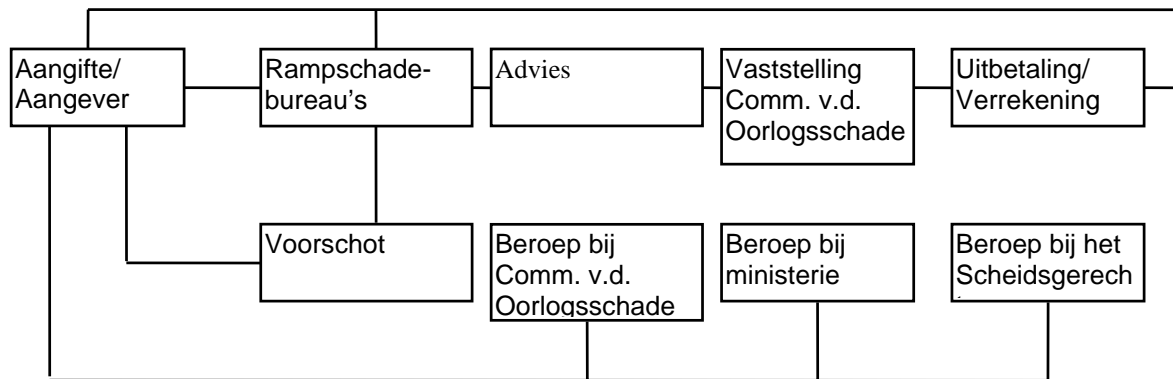 Aangifte/
Aangever
Rampschade-
bureau's
Advies
Vaststelling
Comm. v.d.
Oorlogsschade
Uitbetaling/
Verrekening
Voorschot
Beroep bij
Comm. v.d.
Oorlogsschade
Beroep bij
ministerie
Beroep bij het
Scheidsgerech